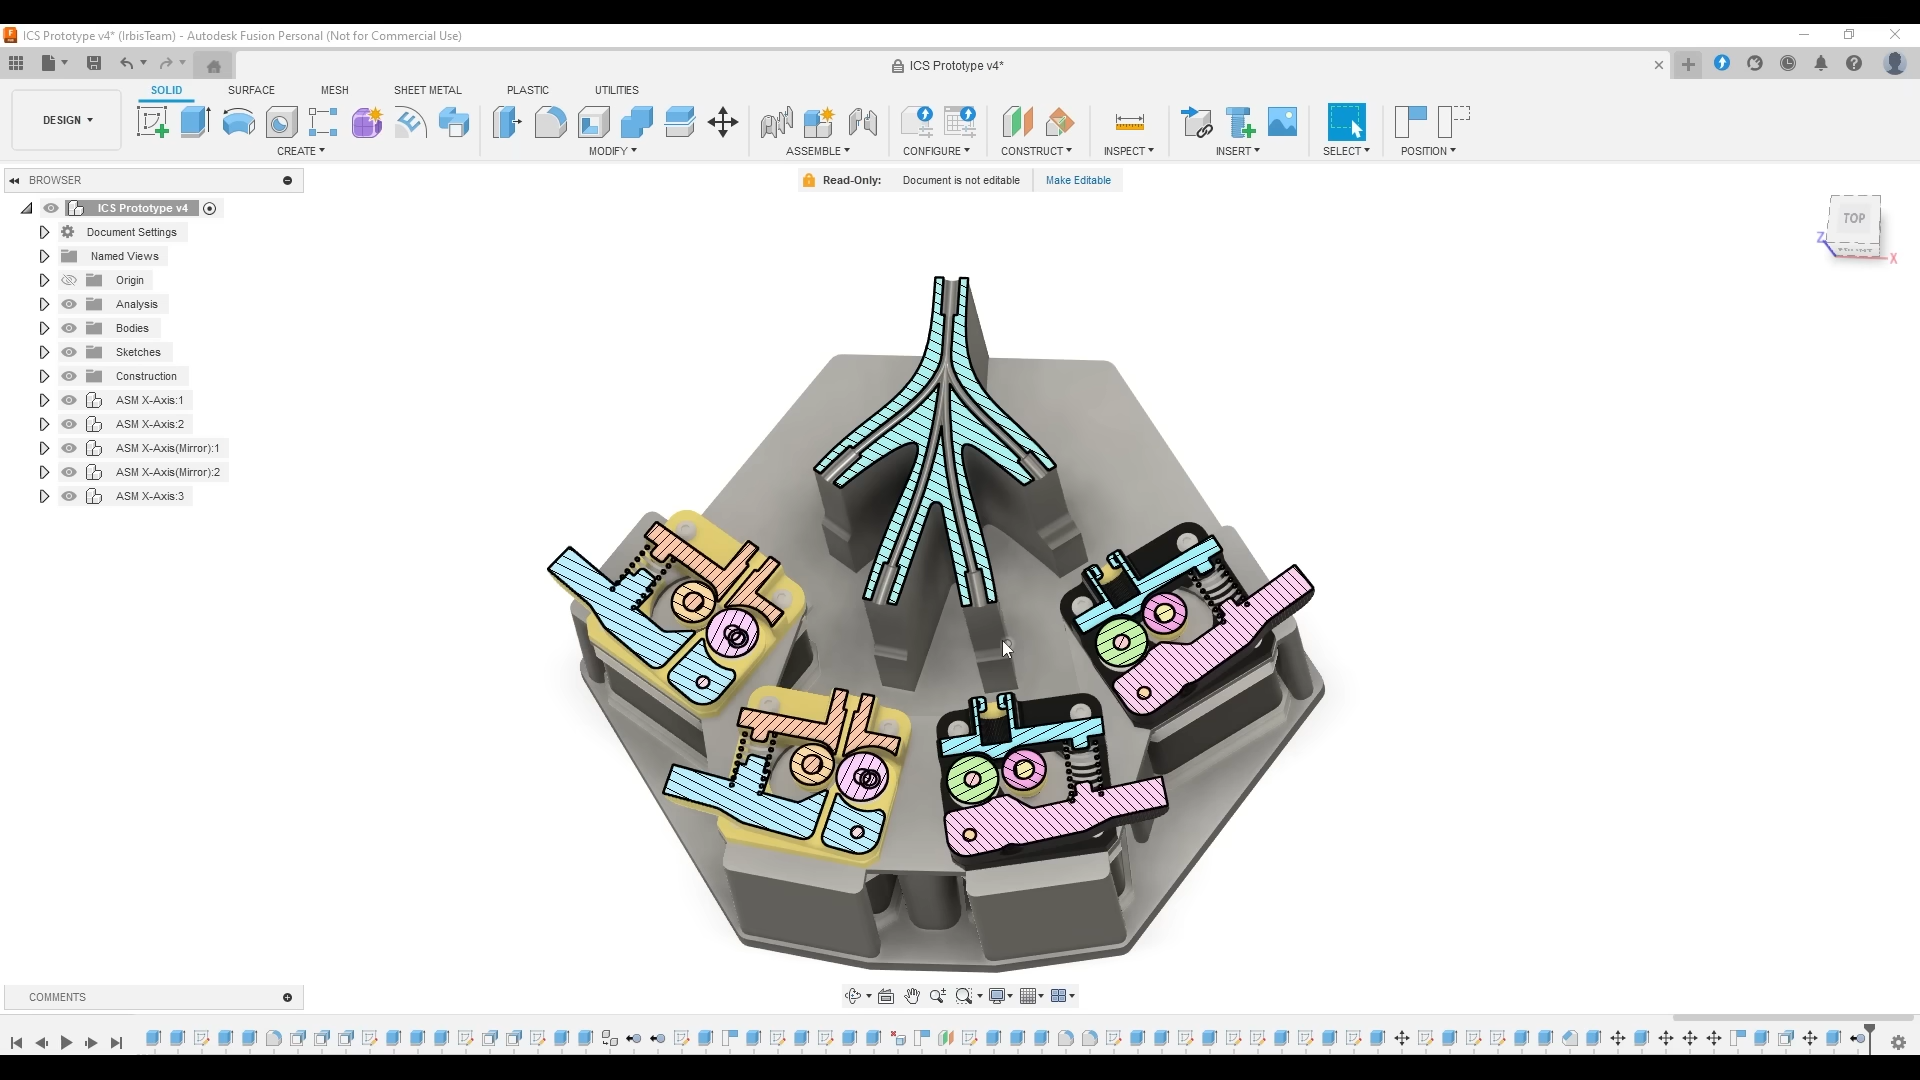 ICS Prototype v4* (IrbisTeam) - Autodesk Fusion Personal (Not for Commercial Use)
ICS Prototype v4*
SOLID SURFACE MESH SHEET METAL PLASTIC UTILITIES
DESIGN
CREATE MODIFY ASSEMBLE CONFIGURE CONSTRUCT INSPECT INSERT SELECT POSITION
BROWSER
Read-Only: Document is not editable Make Editable
ICS Prototype v4
Document Settings
Named Views
Origin
Analysis
Bodies
Sketches
Construction
ASM X-Axis:1
ASM X-Axis:2
ASM X-Axis(Mirror):1
ASM X-Axis(Mirror):2
ASM X-Axis:3
TOP
Z
X
COMMENTS